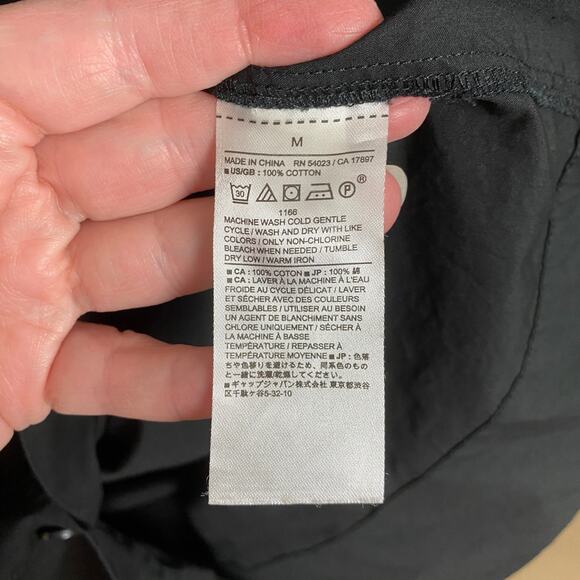 M
MADE IN CHINA RN 54023 / CA 17897
■ US/GB : 100% COTTON
30 P ®
1166
MACHINE WASH COLD GENTLE
CYCLE / WASH AND DRY WITH LIKE
COLORS / ONLY NON-CHLORINE
BLEACH WHEN NEEDED / TUMBLE
DRY LOW / WARM IRON
■ CA : 100% COTON ■ JP : 100% 綿
■ CA : LAVER À LA MACHINE À L'EAU
FROIDE AU CYCLE DÉLICAT / LAVER
ET SÉCHER AVEC DES COULEURS
SEMBLABLES / UTILISER AU BESOIN
UN AGENT DE BLANCHIMENT SANS
CHLORE UNIQUEMENT / SÉCHER À
LA MACHINE À BASSE
TEMPÉRATURE / REPASSER À
TEMPÉRATURE MOYENNE ■ JP : 色落
ちや色移りを避けるため、同系色のもの
と一緒に洗濯/乾燥してください。
■ ギャップジャパン(株) 東京都渋谷
区千駄ケ谷5-32-10